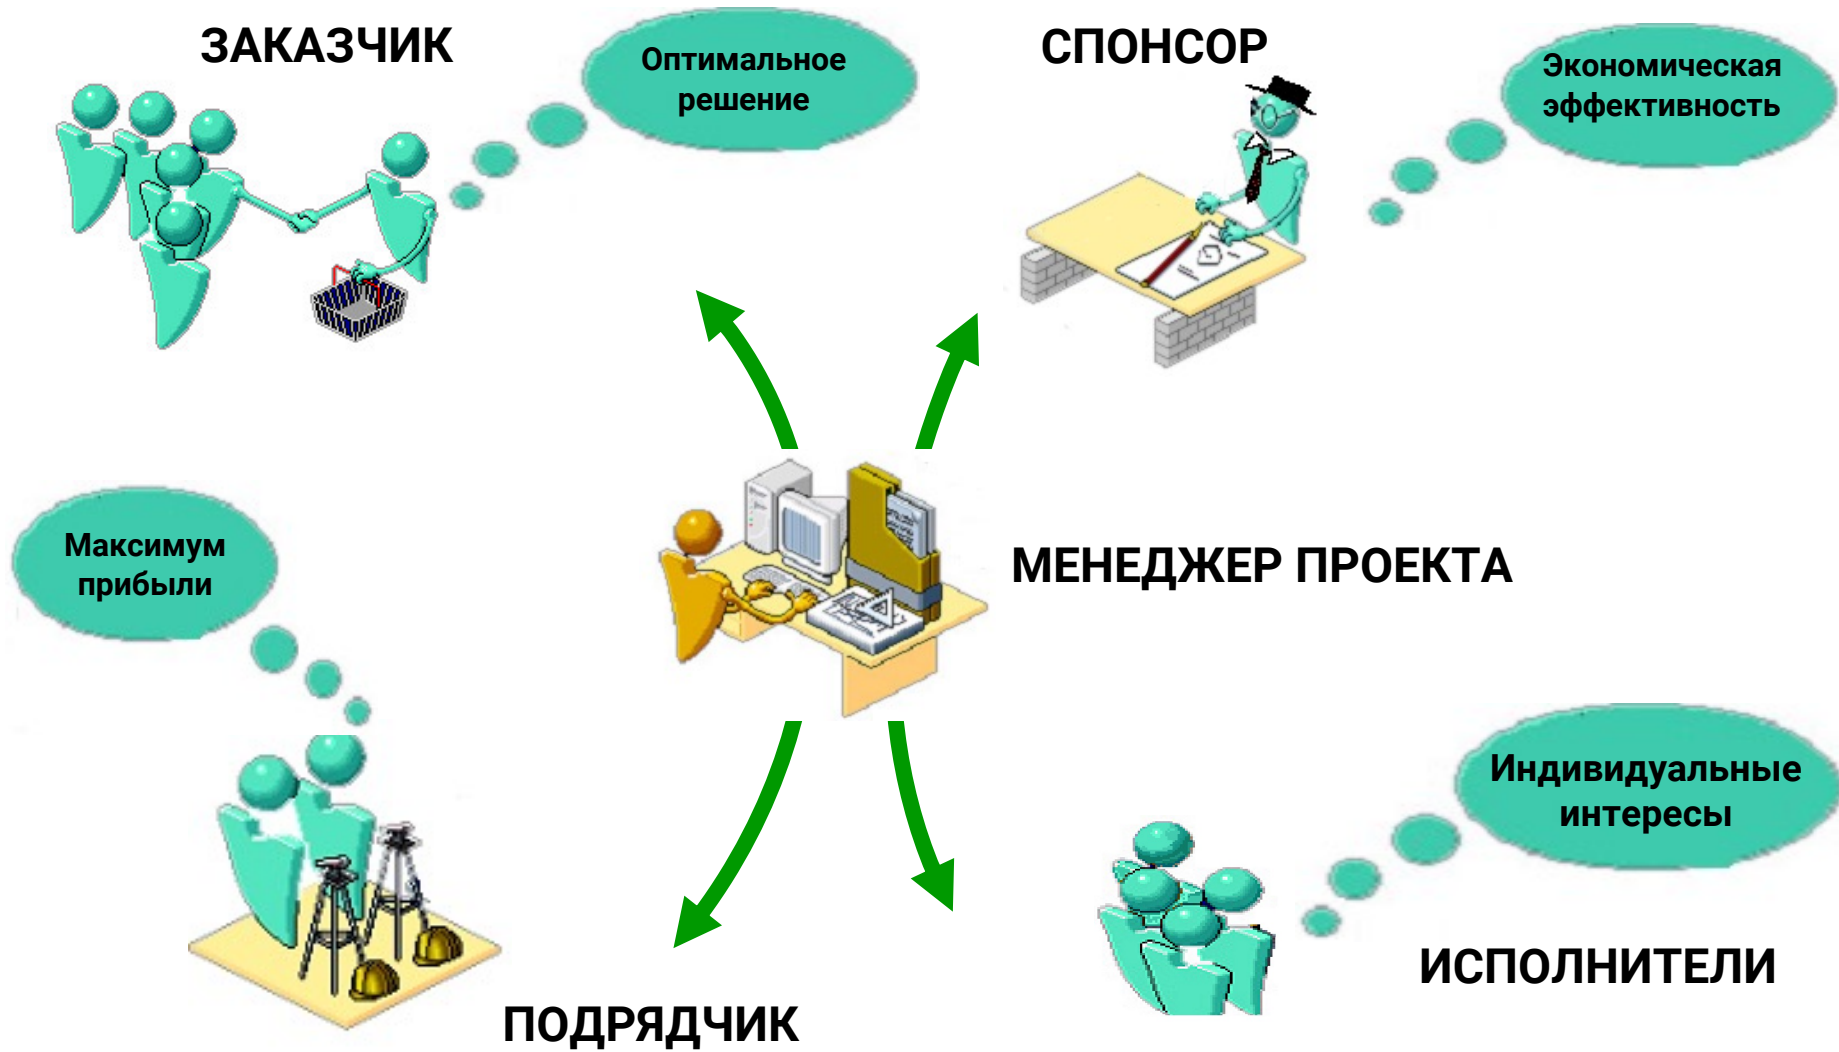 ЗАКАЗЧИК
Оптимальное
решение
СПОНСОР
Экономическая
эффективность
Максимум
прибыли
МЕНЕДЖЕР ПРОЕКТА
Индивидуальные
интересы
ИСПОЛНИТЕЛИ
ПОДРЯДЧИК